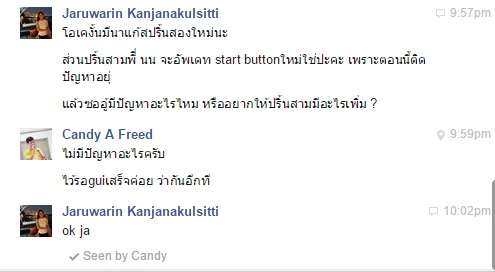 Jaruwarin Kanjanakulsitti 9:57pm
โอเคงั้นมีนาแก้สปริ้นสองใหม่นะ
ส่วนปริ้นสามพี่ นน จะอัพเดท start buttonใหม่ใช่ปะคะ เพราะตอนนี้ติด
ปัญหาอยู่
แล้วซออู้มีปัญหาอะไรไหม หรืออยากให้ปริ้นสามมีอะไรเพิ่ม ?
Candy A Freed 9:59pm
ไม่มีปัญหาอะไรครับ
ไว้รอguiเสร็จค่อย ว่ากันอีกที
Jaruwarin Kanjanakulsitti 10:02pm
ok ja
Seen by Candy